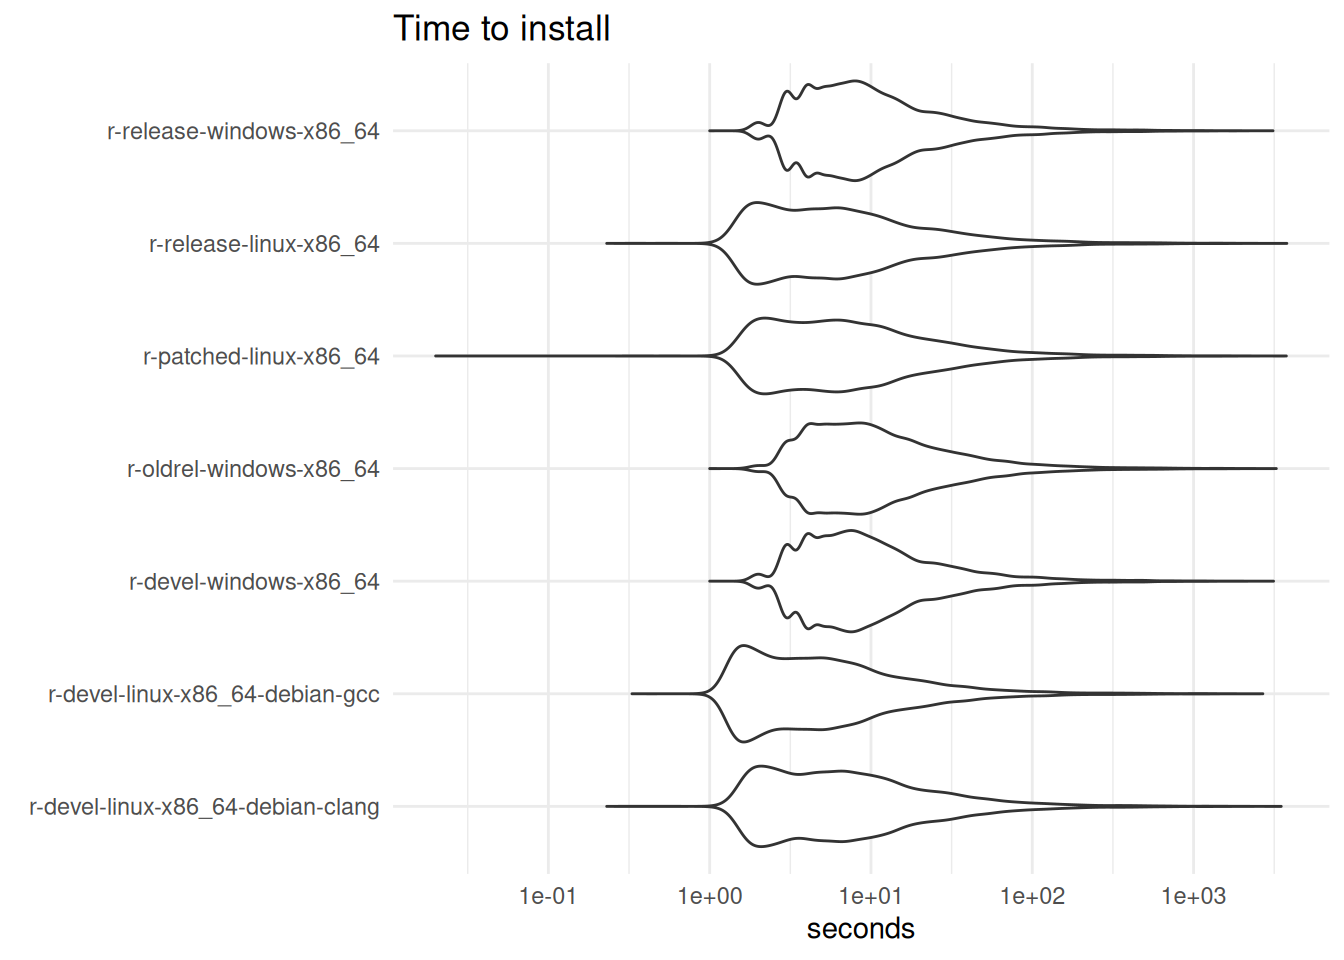 Time to install
r-release-windows-x86_64
r-release-linux-x86_64
r-patched-linux-x86_64
r-oldrel-windows-x86_64
r-devel-windows-x86_64
r-devel-linux-x86_64-debian-gcc
r-devel-linux-x86_64-debian-clang
1e-01 1e+00 1e+01 1e+02 1e+03
seconds